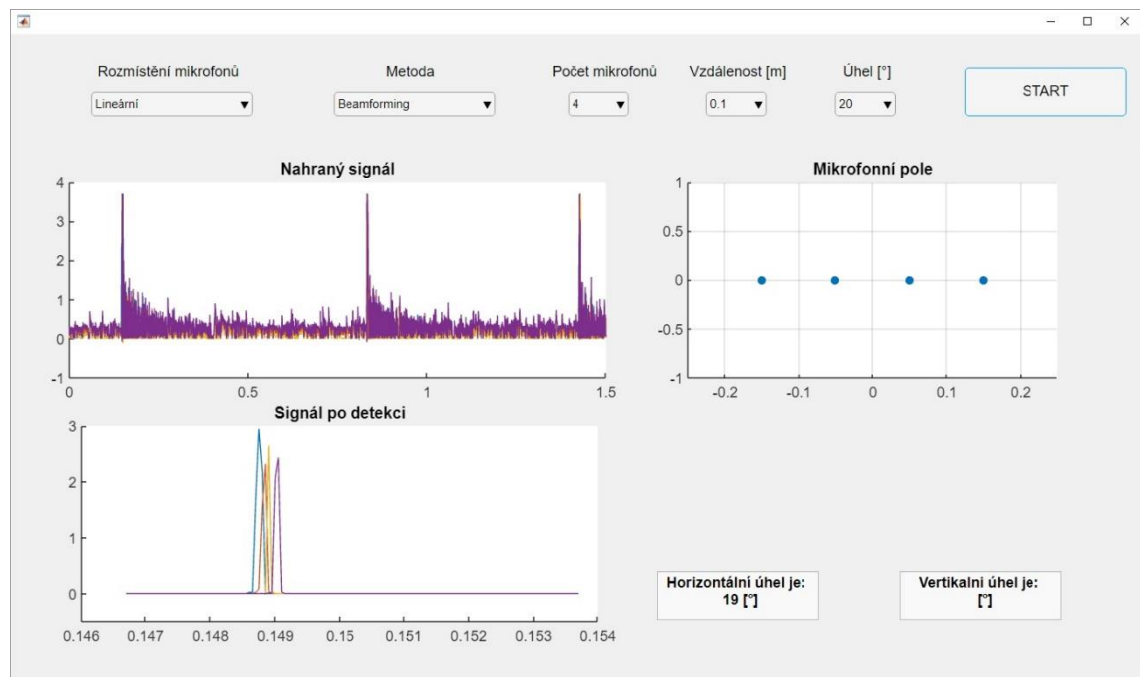 Rozmístění mikrofonů
Metoda
Počet mikrofonů
Vzdálenost [m]
Úhel [°]
Lineární
Beamforming
4
0.1
20
START
Nahraný signál
4
3
2
1
0
-1
0
0.5
1
1.5
Mikrofonní pole
1
0.5
0
-0.5
-1
-0.2
-0.1
0
0.1
0.2
Signál po detekci
3
2
1
0
0.146
0.147
0.148
0.149
0.15
0.151
0.152
0.153
0.154
Horizontální úhel je:
19 [°]
Vertikalni úhel je:
[°]